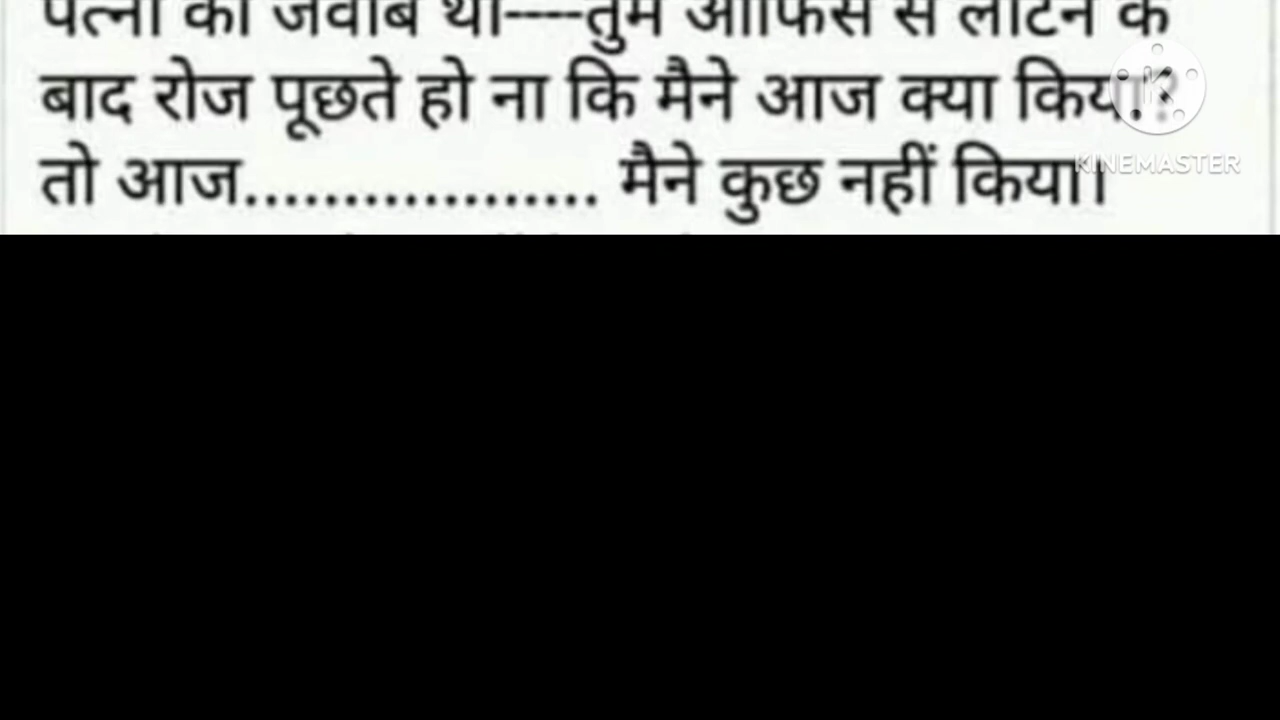 पत्नी का जवाब था----तुम ऑफिस से लौटने के
बाद रोज पूछते हो ना कि मैने आज क्या किया?
तो आज................. मैने कुछ नहीं किया।
KINEMASTER